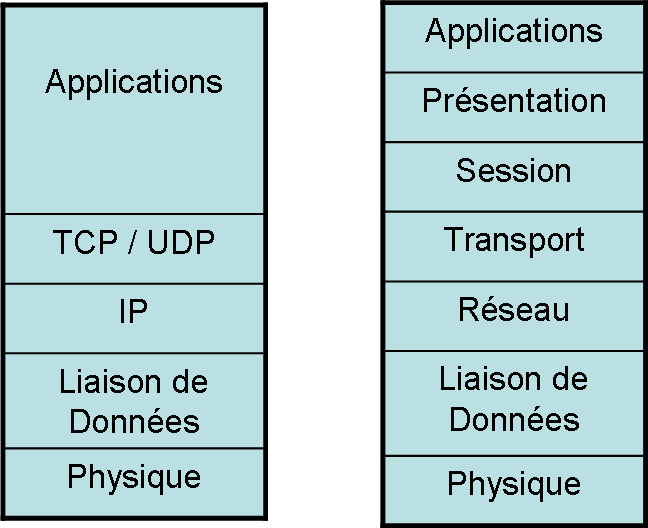 Applications
TCP / UDP
IP
Liaison de
Données
Physique
Applications
Présentation
Session
Transport
Réseau
Liaison de
Données
Physique